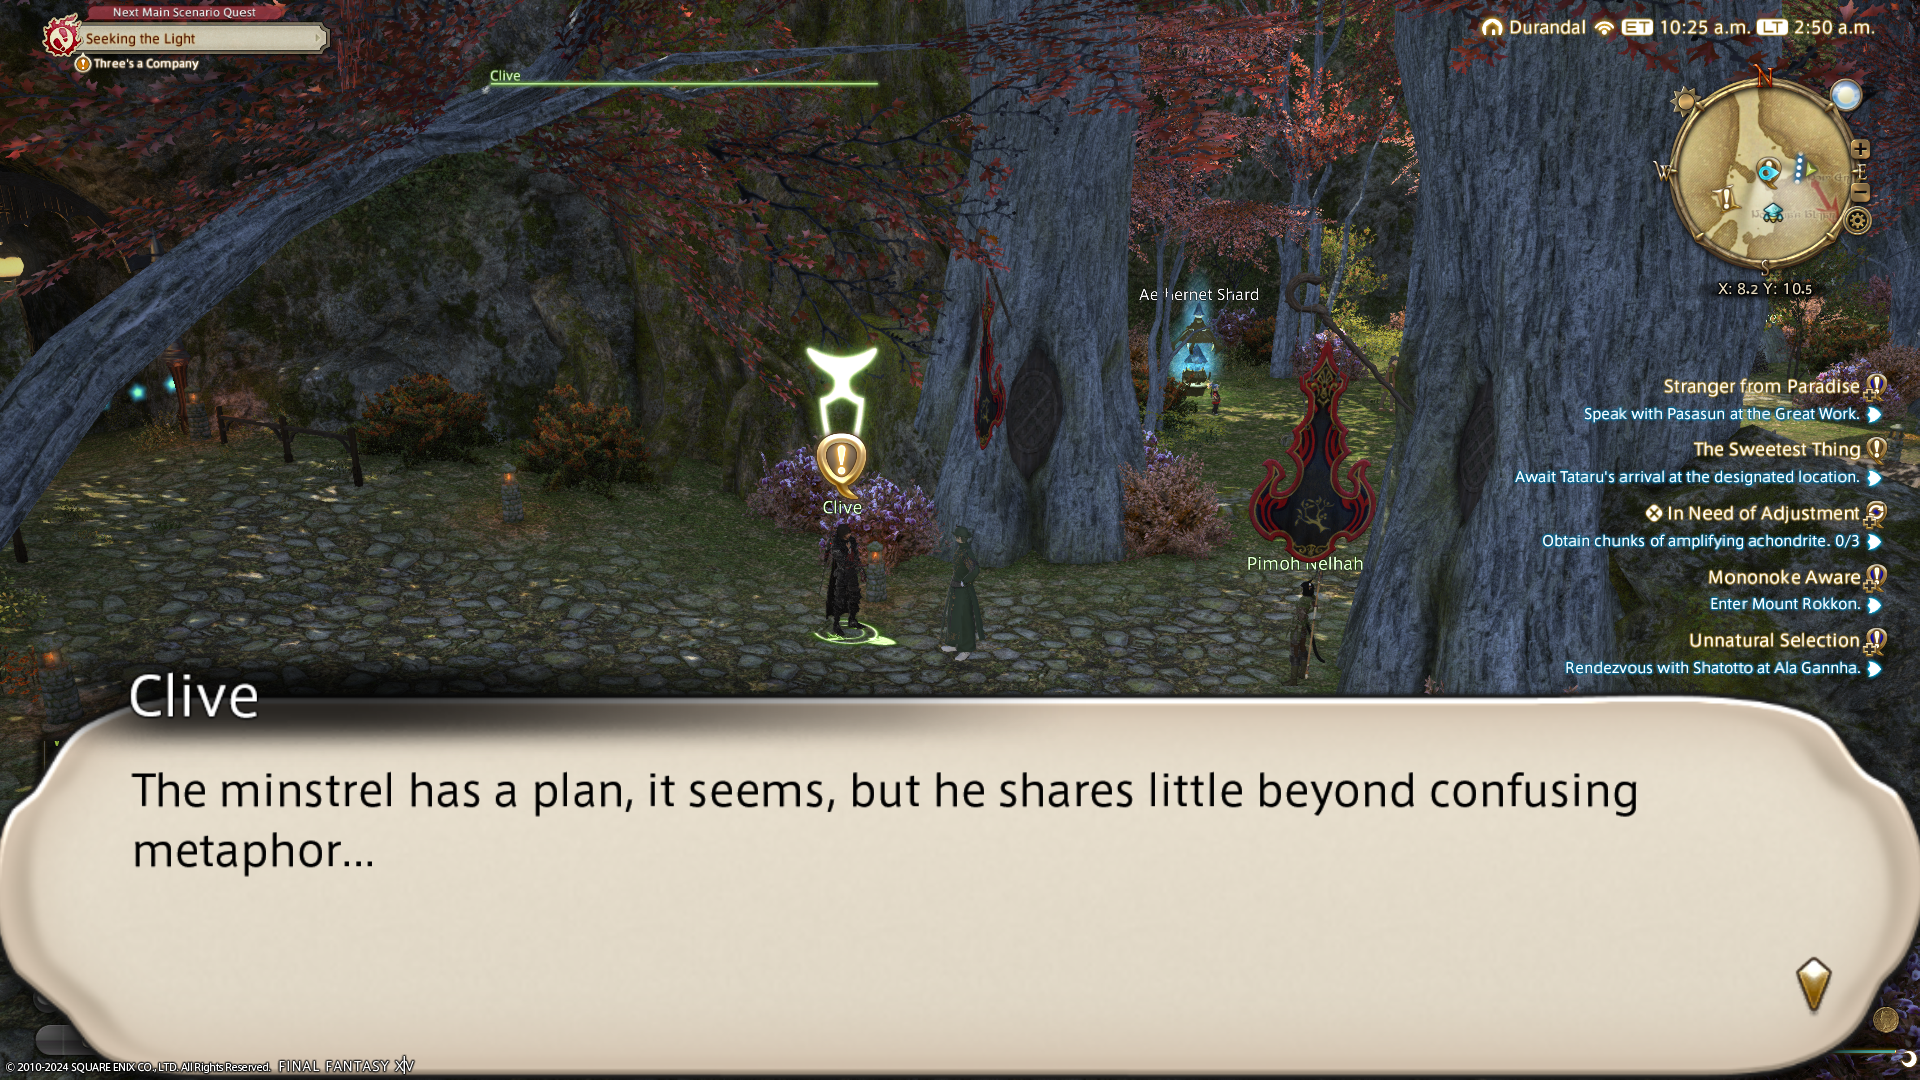 Next Main Scenario Quest
Seeking the Light
Three's a Company
Clive
Durandal ET 10:25 a.m. LT 2:50 a.m.
N
W
E
S
X: 8.2 Y: 10.5
Aethernet Shard
Stranger from Paradise
Speak with Pasasun at the Great Work.
The Sweetest Thing
Await Tataru's arrival at the designated location.
In Need of Adjustment
Obtain chunks of amplifying achondrite. 0/3
Mononoke Aware
Enter Mount Rokkon.
Unnatural Selection
Rendezvous with Shatotto at Ala Gannha.
Clive
Pimoh Nelhah
Clive
The minstrel has a plan, it seems, but he shares little beyond confusing
metaphor...
© 2010-2024 SQUARE ENIX CO., LTD. All Rights Reserved. FINAL FANTASY XIV